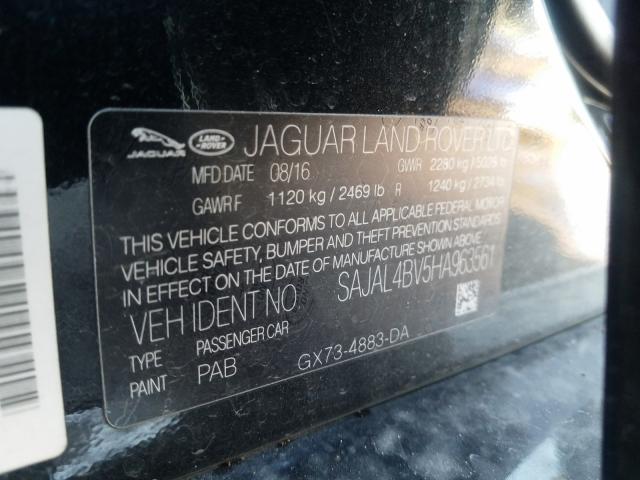 JAGUAR LAND-ROVER JAGUAR LAND ROVER LTD
MFD DATE 08/16 GVWR 2280 kg / 5026 lb
GAWR F 1120 kg / 2469 lb R 1240 kg / 2734 lb
THIS VEHICLE CONFORMS TO ALL APPLICABLE FEDERAL MOTOR
VEHICLE SAFETY, BUMPER AND THEFT PREVENTION STANDARDS
IN EFFECT ON THE DATE OF MANUFACTURE SHOWN ABOVE.
VEH IDENT NO. SAJAL4BV5HA963561
TYPE PASSENGER CAR
PAINT PAB GX73-4883-DA